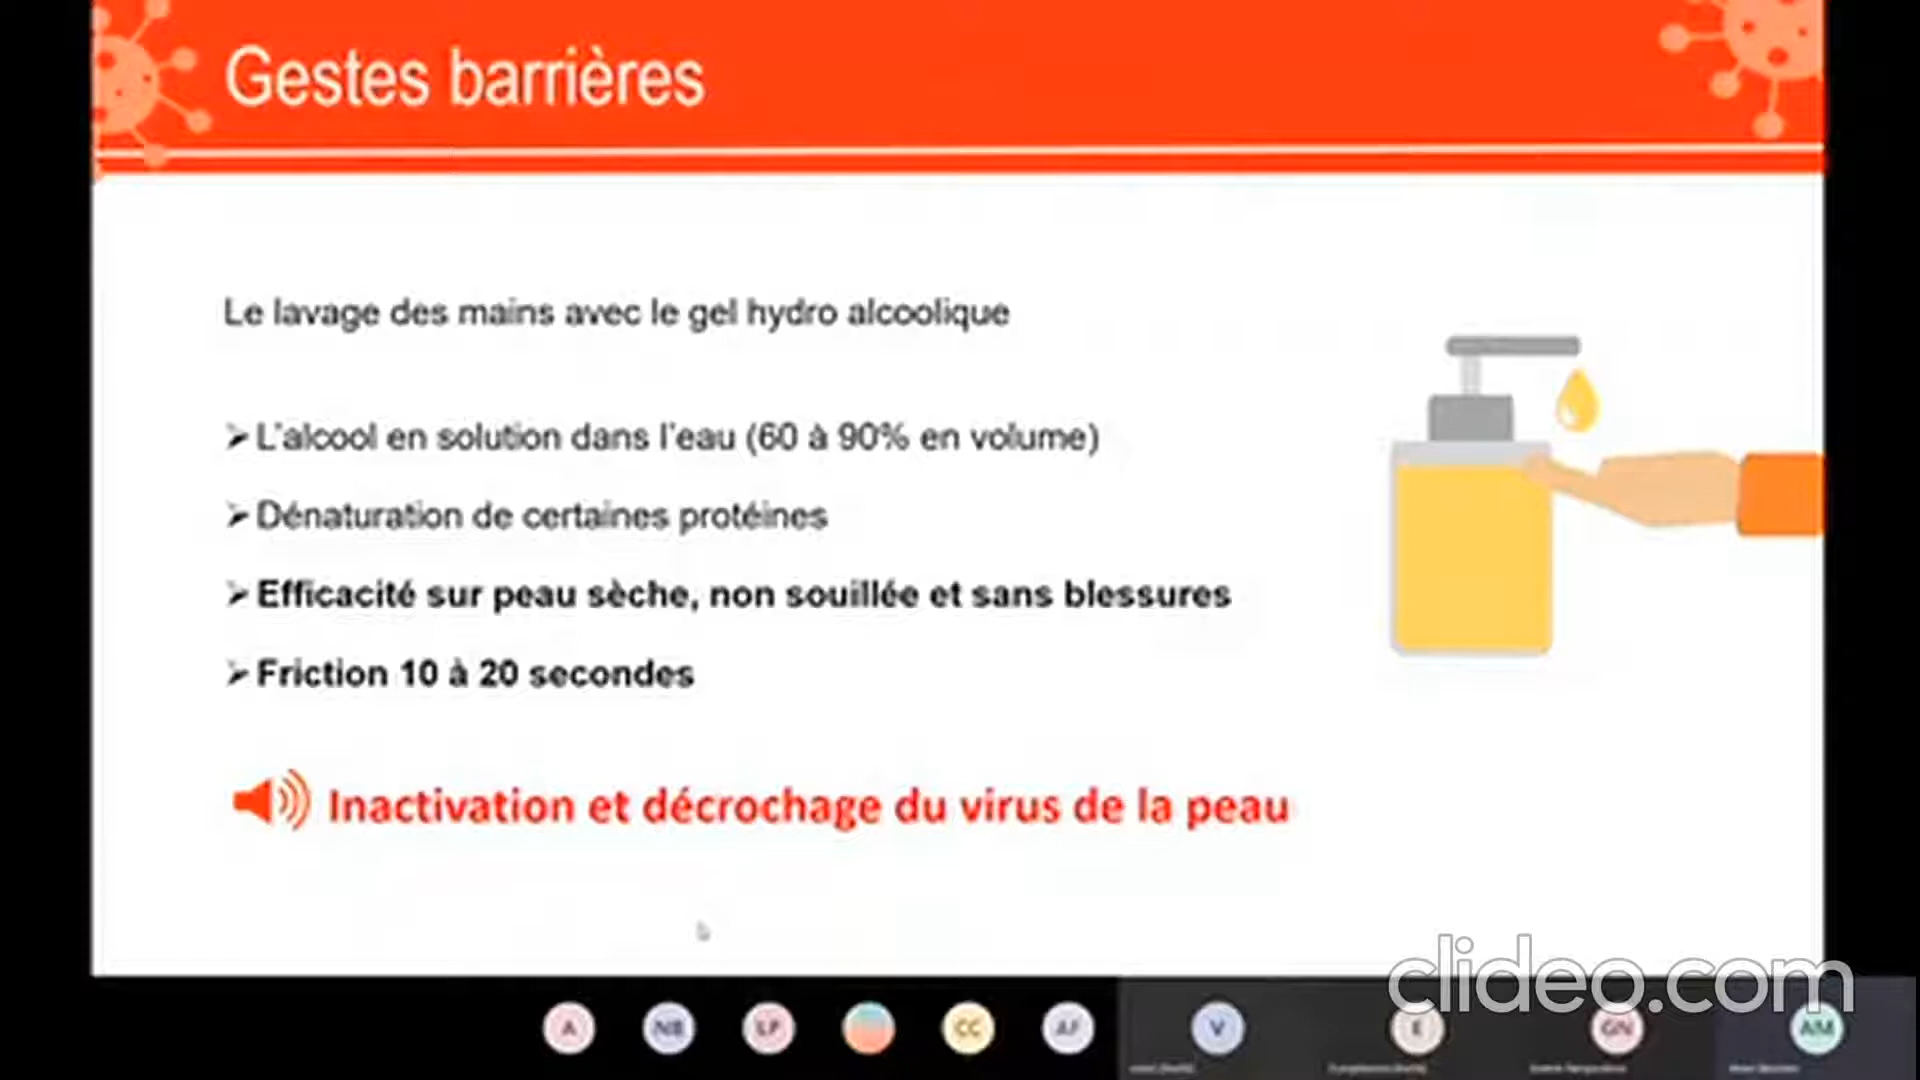 Gestes barrières
Le lavage des mains avec le gel hydro alcoolique
➢ L'alcool en solution dans l'eau (60 à 90% en volume)
➢ Dénaturation de certaines protéines
➢ Efficacité sur peau sèche, non souillée et sans blessures
➢ Friction 10 à 20 secondes
Inactivation et décrochage du virus de la peau
clideo.com
A NB LP CC AF V E GN AM